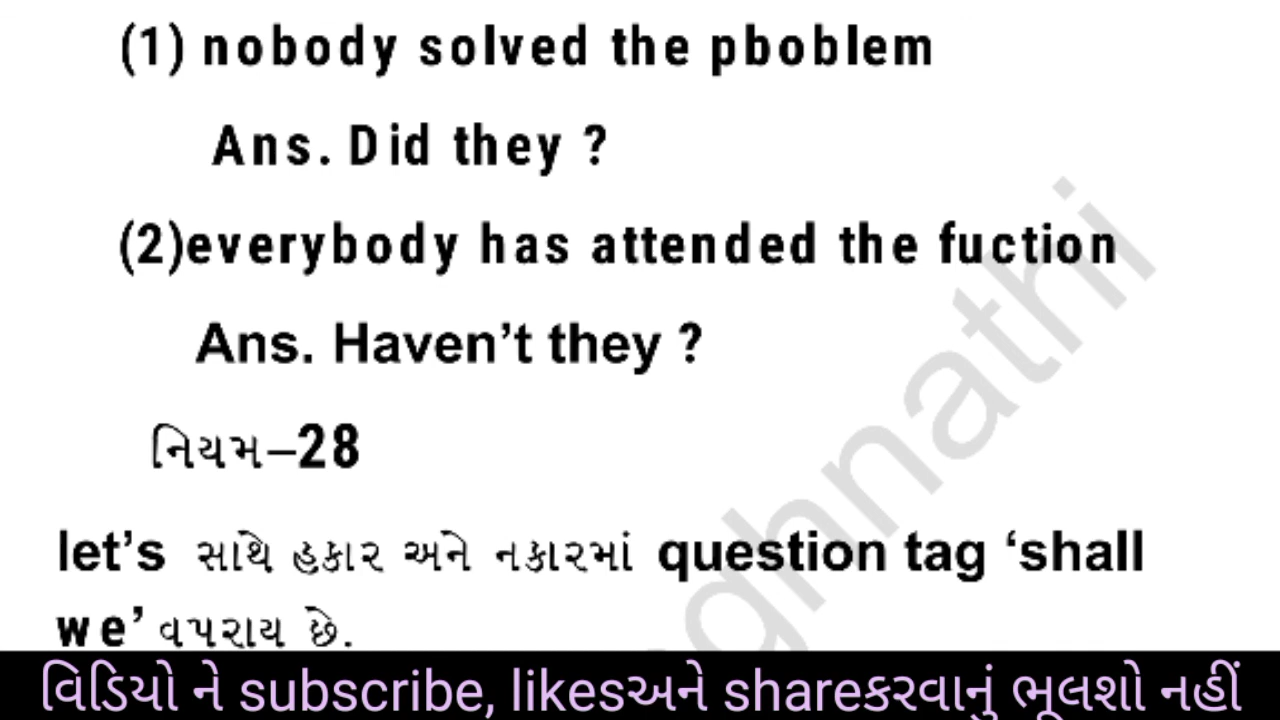 (1) nobody solved the pboblem
Ans. Did they ?
(2)everybody has attended the fuction
Ans. Haven’t they ?
નિયમ–28
let’s સાથે હકાર અને નકારમાં question tag ‘shall
we’ વપરાય છે.
વિડિયો ને subscribe, likesઅને shareકરવાનું ભૂલશો નહીં